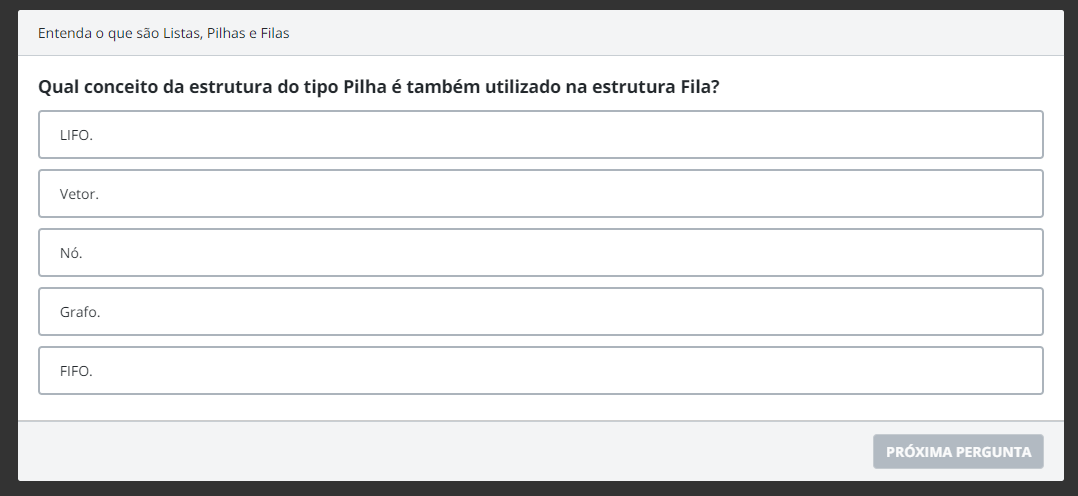 Entenda o que são Listas, Pilhas e Filas
Qual conceito da estrutura do tipo Pilha é também utilizado na estrutura Fila?
LIFO.
Vetor.
Nó.
Grafo.
FIFO.
PRÓXIMA PERGUNTA